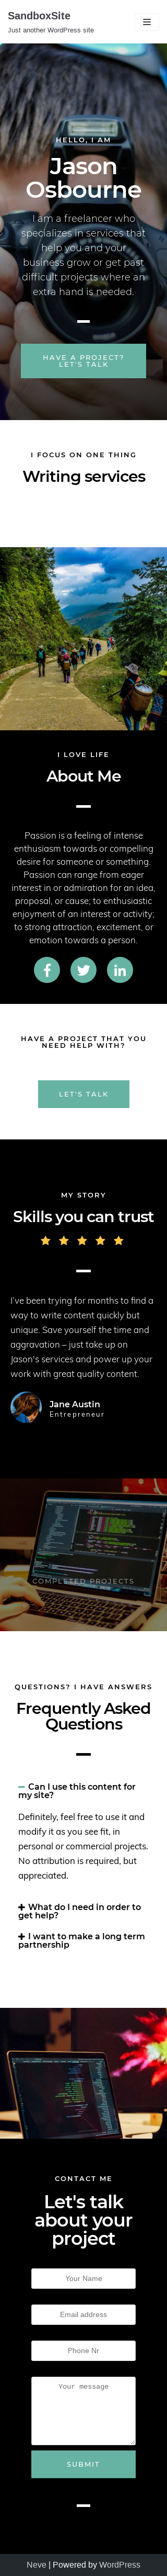 SandboxSite
Just another WordPress site
HELLO, I AM
Jason
Osbourne
I am a freelancer who
specializes in services that
help you and your
business grow or get past
difficult projects where an
extra hand is needed.
HAVE A PROJECT?
LET'S TALK
I FOCUS ON ONE THING
Writing services
I LOVE LIFE
About Me
Passion is a feeling of intense
enthusiasm towards or compelling
desire for someone or something.
Passion can range from eager
interest in or admiration for an idea,
proposal, or cause; to enthusiastic
enjoyment of an interest or activity;
to strong attraction, excitement, or
emotion towards a person.
HAVE A PROJECT THAT YOU
NEED HELP WITH?
LET'S TALK
MY STORY
Skills you can trust
I've been trying for months to find a
way to write content quickly but
unique. Save yourself the time and
aggravation – just take up on
Jason's services and power up your
work with great quality content.
Jane Austin
Entrepreneur
COMPLETED PROJECTS
QUESTIONS? I HAVE ANSWERS
Frequently Asked
Questions
Can I use this content for
my site?
Definitely, feel free to use it and
modify it as you see fit, in
personal or commercial projects.
No attribution is required, but
appreciated.
What do I need in order to
get help?
I want to make a long term
partnership
CONTACT ME
Let's talk
about your
project
Your Name
Email address
Phone Nr
Your message
SUBMIT
Neve | Powered by WordPress